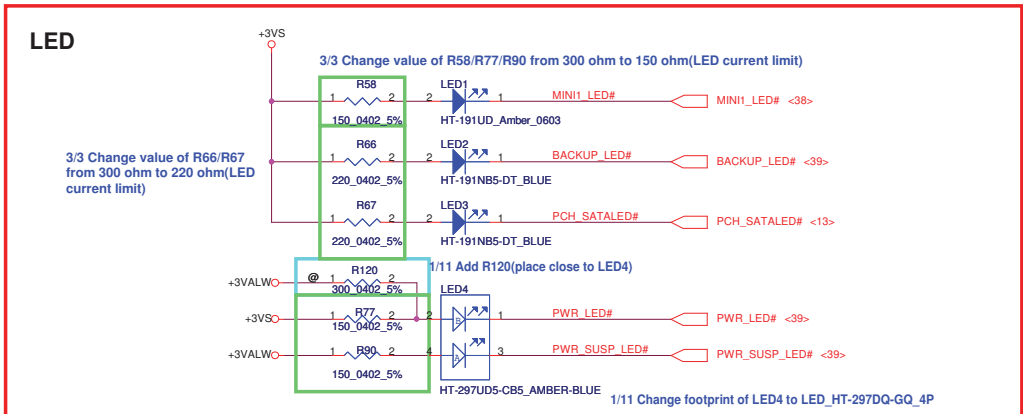 LED
+3VS
3/3 Change value of R58/R77/R90 from 300 ohm to 150 ohm(LED current limit)
R58
LED1
1 2 2 1
MINI1_LED#
MINI1_LED# <38>
150_0402_5%
HT-191UD_Amber_0603
3/3 Change value of R66/R67
from 300 ohm to 220 ohm(LED
current limit)
R66
LED2
1 2 2 1
BACKUP_LED#
BACKUP_LED# <39>
220_0402_5%
HT-191NB5-DT_BLUE
R67
LED3
1 2 2 1
PCH_SATALED#
PCH_SATALED# <13>
220_0402_5%
HT-191NB5-DT_BLUE
1/11 Add R120(place close to LED4)
+3VALW
@
R120
1 2
300_0402_5%
LED4
+3VS
R77
1 2 2 1
B
PWR_LED#
PWR_LED# <39>
150_0402_5%
+3VALW
R90
1 2 4 3
A
PWR_SUSP_LED#
PWR_SUSP_LED# <39>
150_0402_5%
HT-297UD5-CB5_AMBER-BLUE
1/11 Change footprint of LED4 to LED_HT-297DQ-GQ_4P